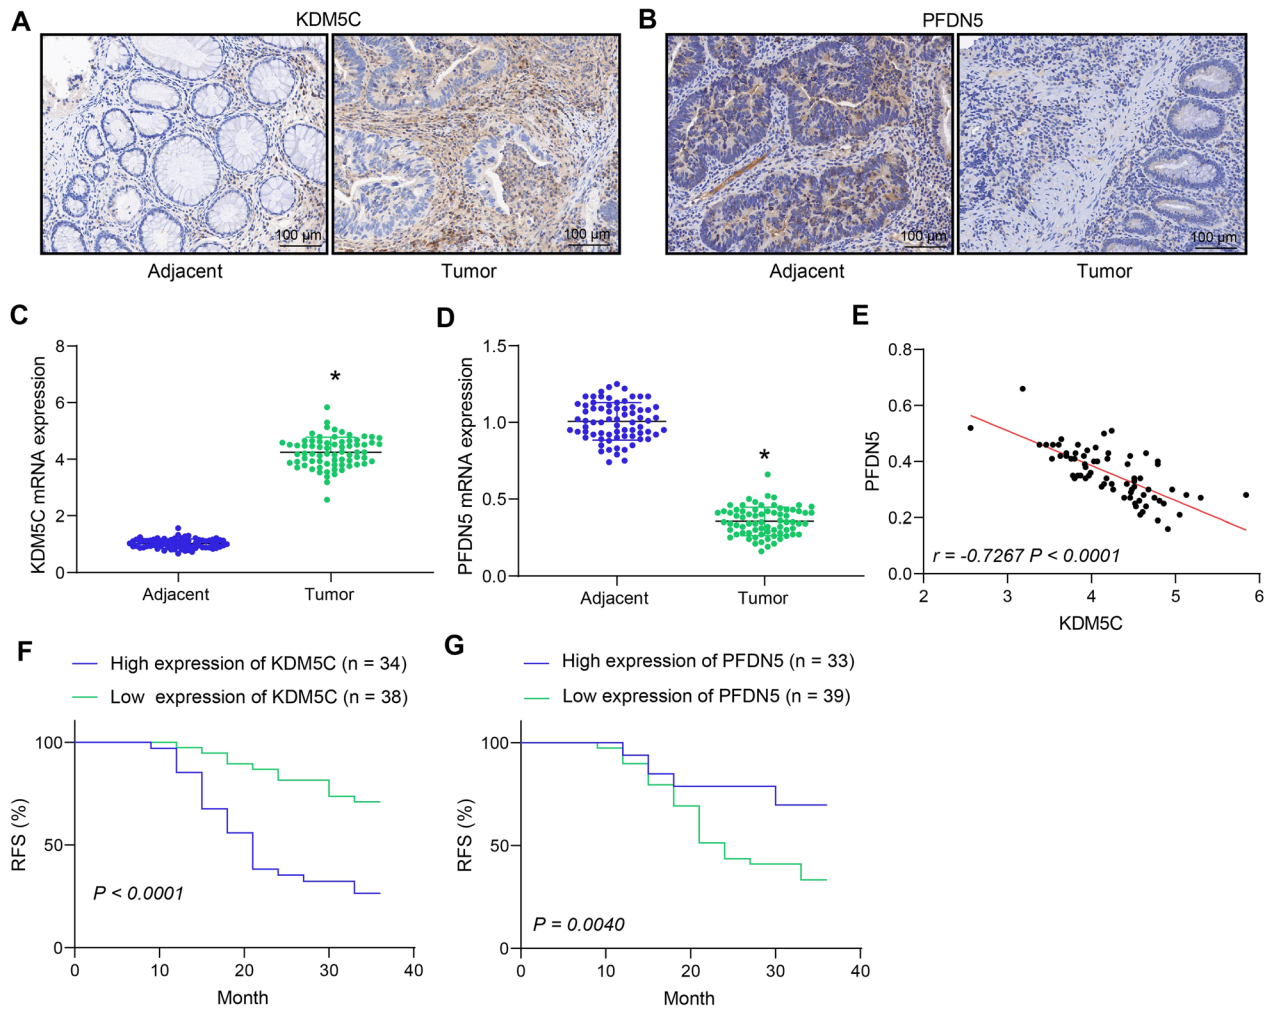 A
KDM5C
B
PFDN5
100 µm
100 µm
100 µm
100 µm
Adjacent
Tumor
Adjacent
Tumor
C
KDM5C mRNA expression
8
6
4
2
0
*
Adjacent
Tumor
D
PFDN5 mRNA expression
1.5
1.0
0.5
0.0
*
Adjacent
Tumor
E
PFDN5
0.8
0.6
0.4
0.2
0.0
r = -0.7267 P < 0.0001
2 3 4 5 6
KDM5C
F
High expression of KDM5C (n = 34)
Low expression of KDM5C (n = 38)
RFS (%)
100
50
0
P < 0.0001
0 10 20 30 40
Month
G
High expression of PFDN5 (n = 33)
Low expression of PFDN5 (n = 39)
RFS (%)
100
50
0
P = 0.0040
0 10 20 30 40
Month